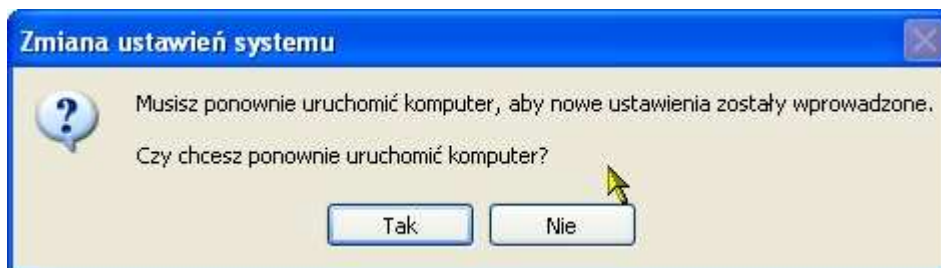 Zmiana ustawień systemu
Musisz ponownie uruchomić komputer, aby nowe ustawienia zostały wprowadzone.
Czy chcesz ponownie uruchomić komputer?
Tak
Nie